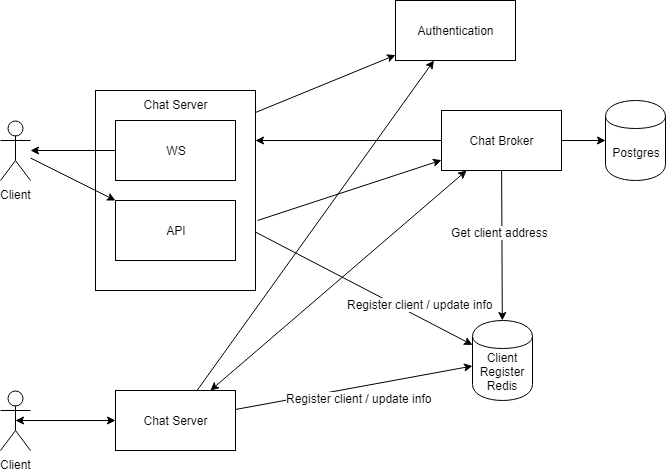 Authentication
Chat Server
WS
Chat Broker
Postgres
Client
API
Get client address
Register client / update info
Client
Register
Redis
Register client / update info
Chat Server
Client